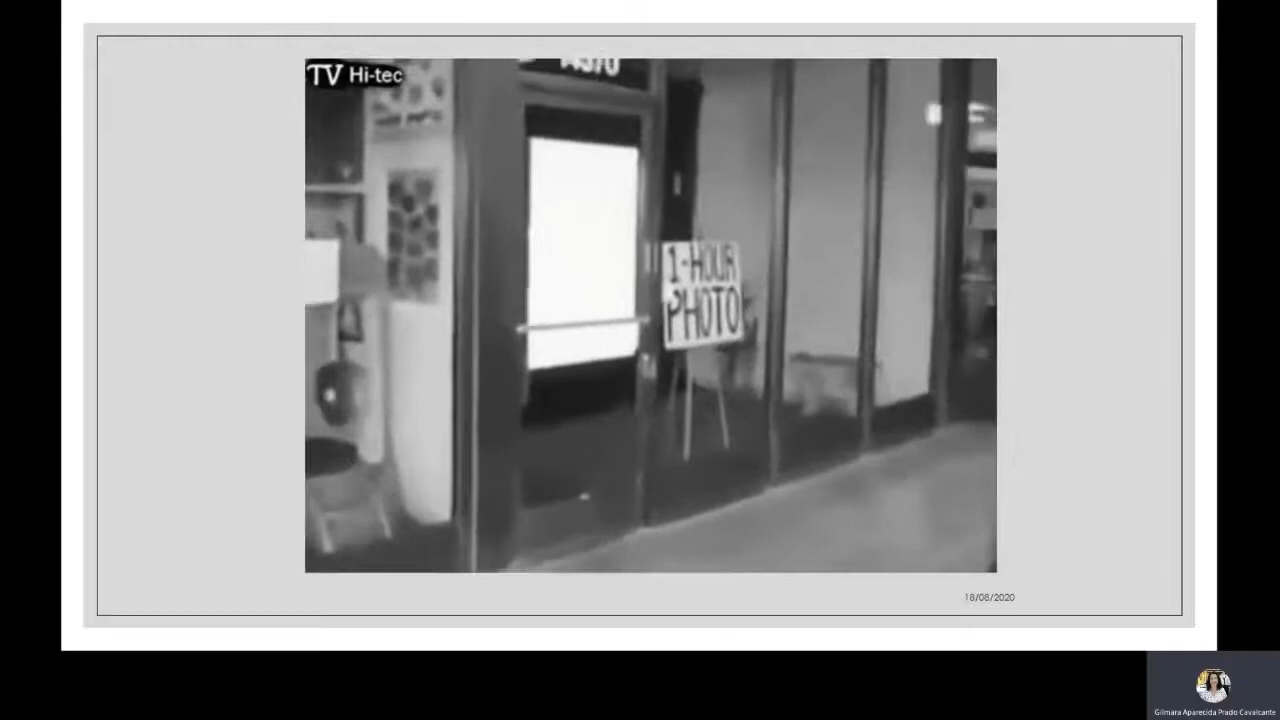 TV Hi-tec
1-HOUR
PHOTO
18/08/2020
Gilmara Aparecida Prado Cavalcante